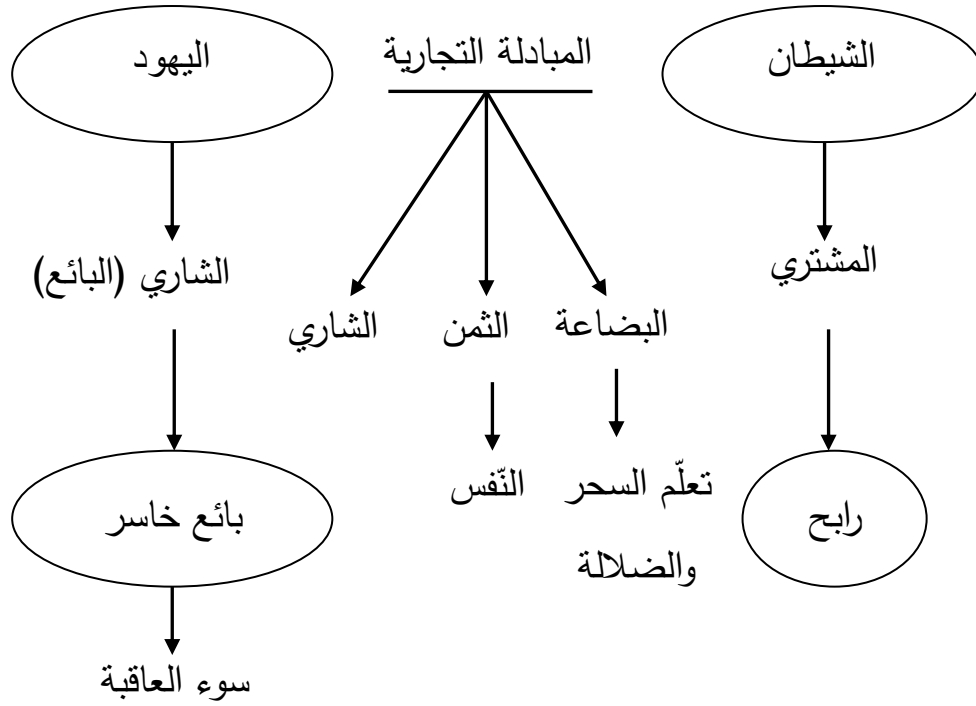 الشيطان
المبادلة التجارية
اليهود
المشتري
الشاري (البائع)
البضاعة
الثمن
الشاري
تعلّم السحر
والضلالة
النّفس
رابح
بائع خاسر
سوء العاقبة